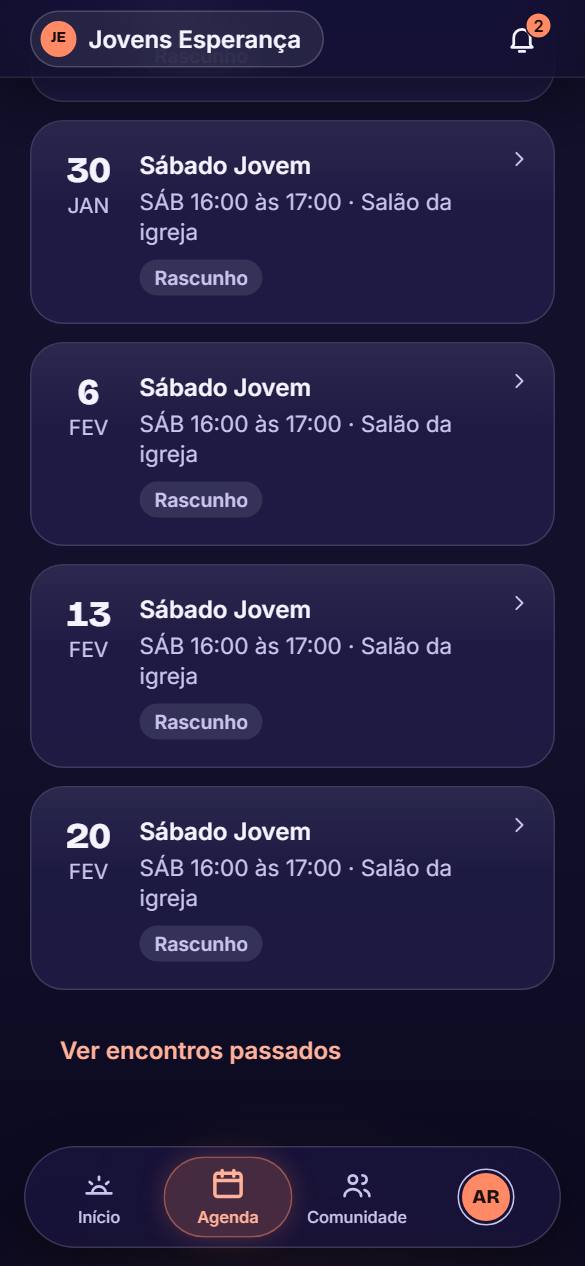 JE
Jovens Esperança
2
Rascunho
30
JAN
Sábado Jovem
SÁB 16:00 às 17:00 · Salão da
igreja
Rascunho
6
FEV
Sábado Jovem
SÁB 16:00 às 17:00 · Salão da
igreja
Rascunho
13
FEV
Sábado Jovem
SÁB 16:00 às 17:00 · Salão da
igreja
Rascunho
20
FEV
Sábado Jovem
SÁB 16:00 às 17:00 · Salão da
igreja
Rascunho
Ver encontros passados
Início
Agenda
Comunidade
AR